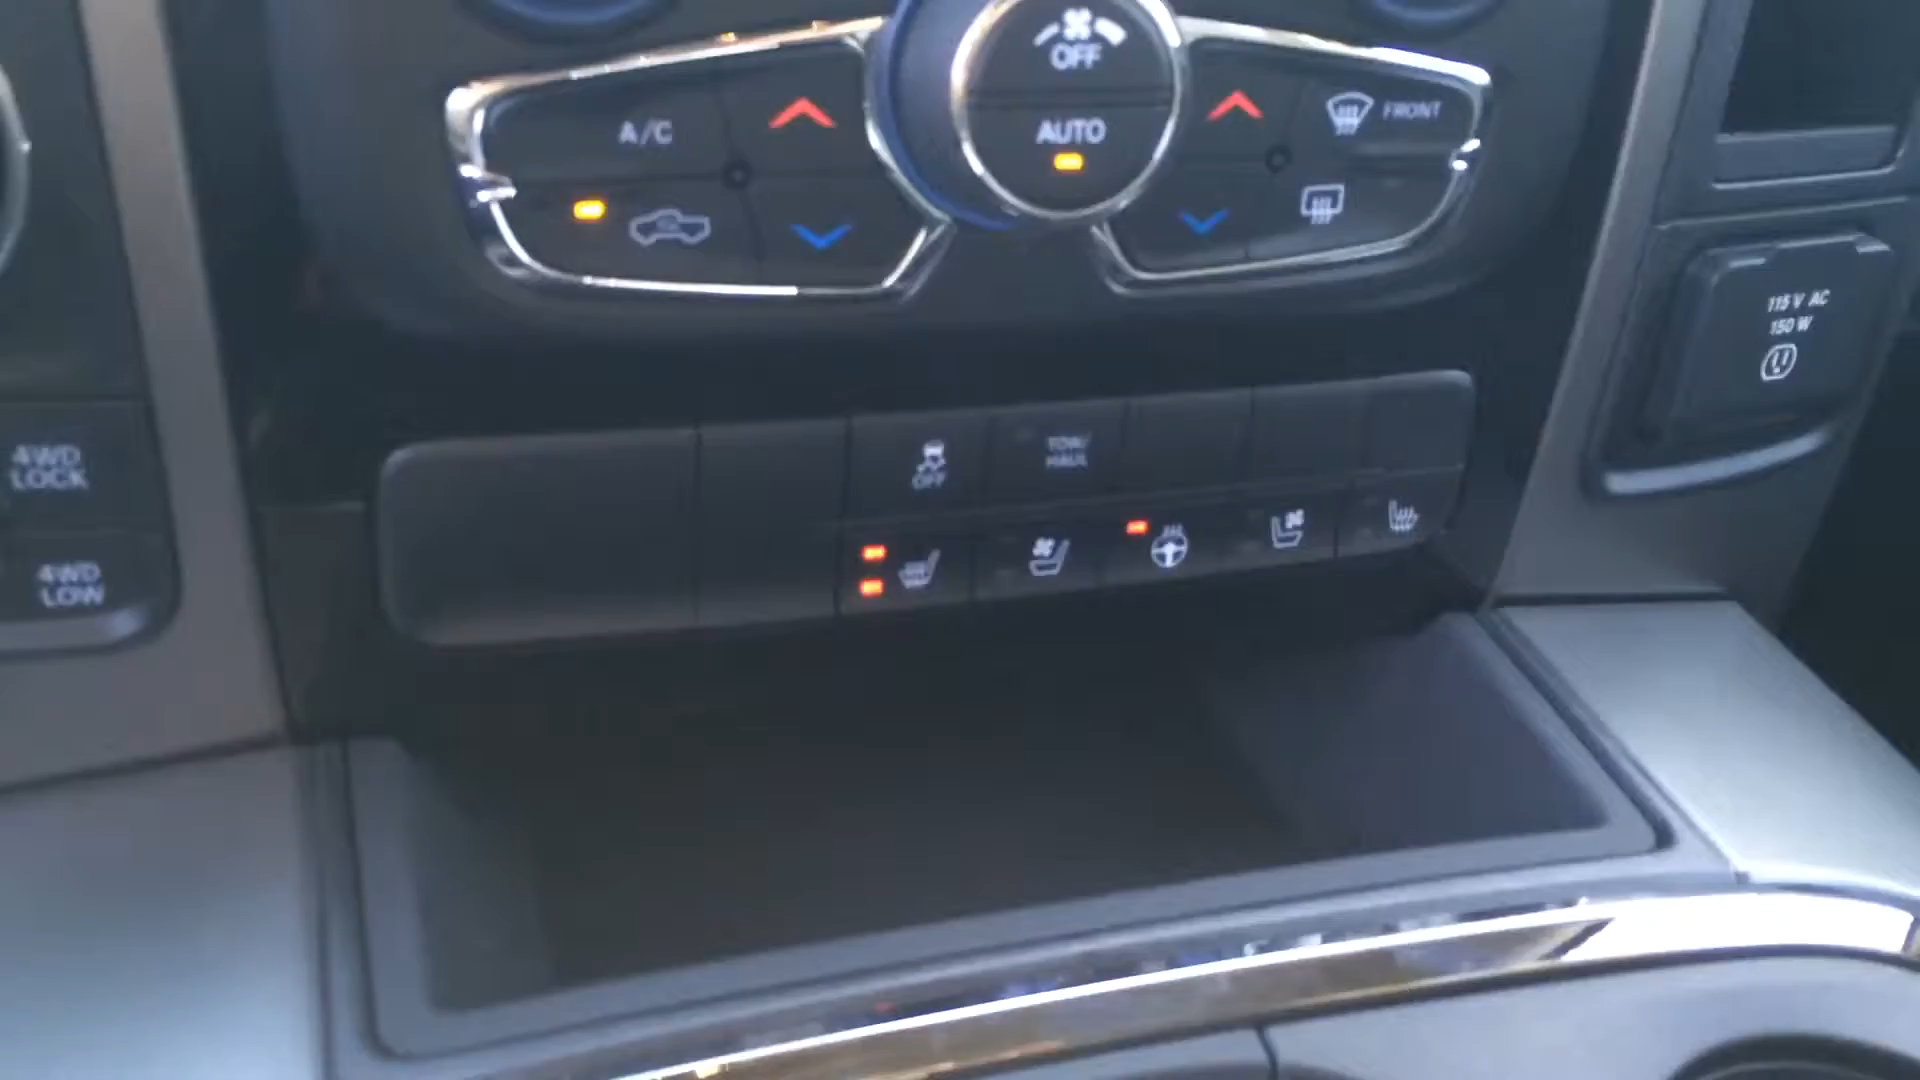 OFF
A/C
AUTO
FRONT
115 V AC
150 W
4WD
LOCK
OFF
TOW/
HAUL
4WD
LOW